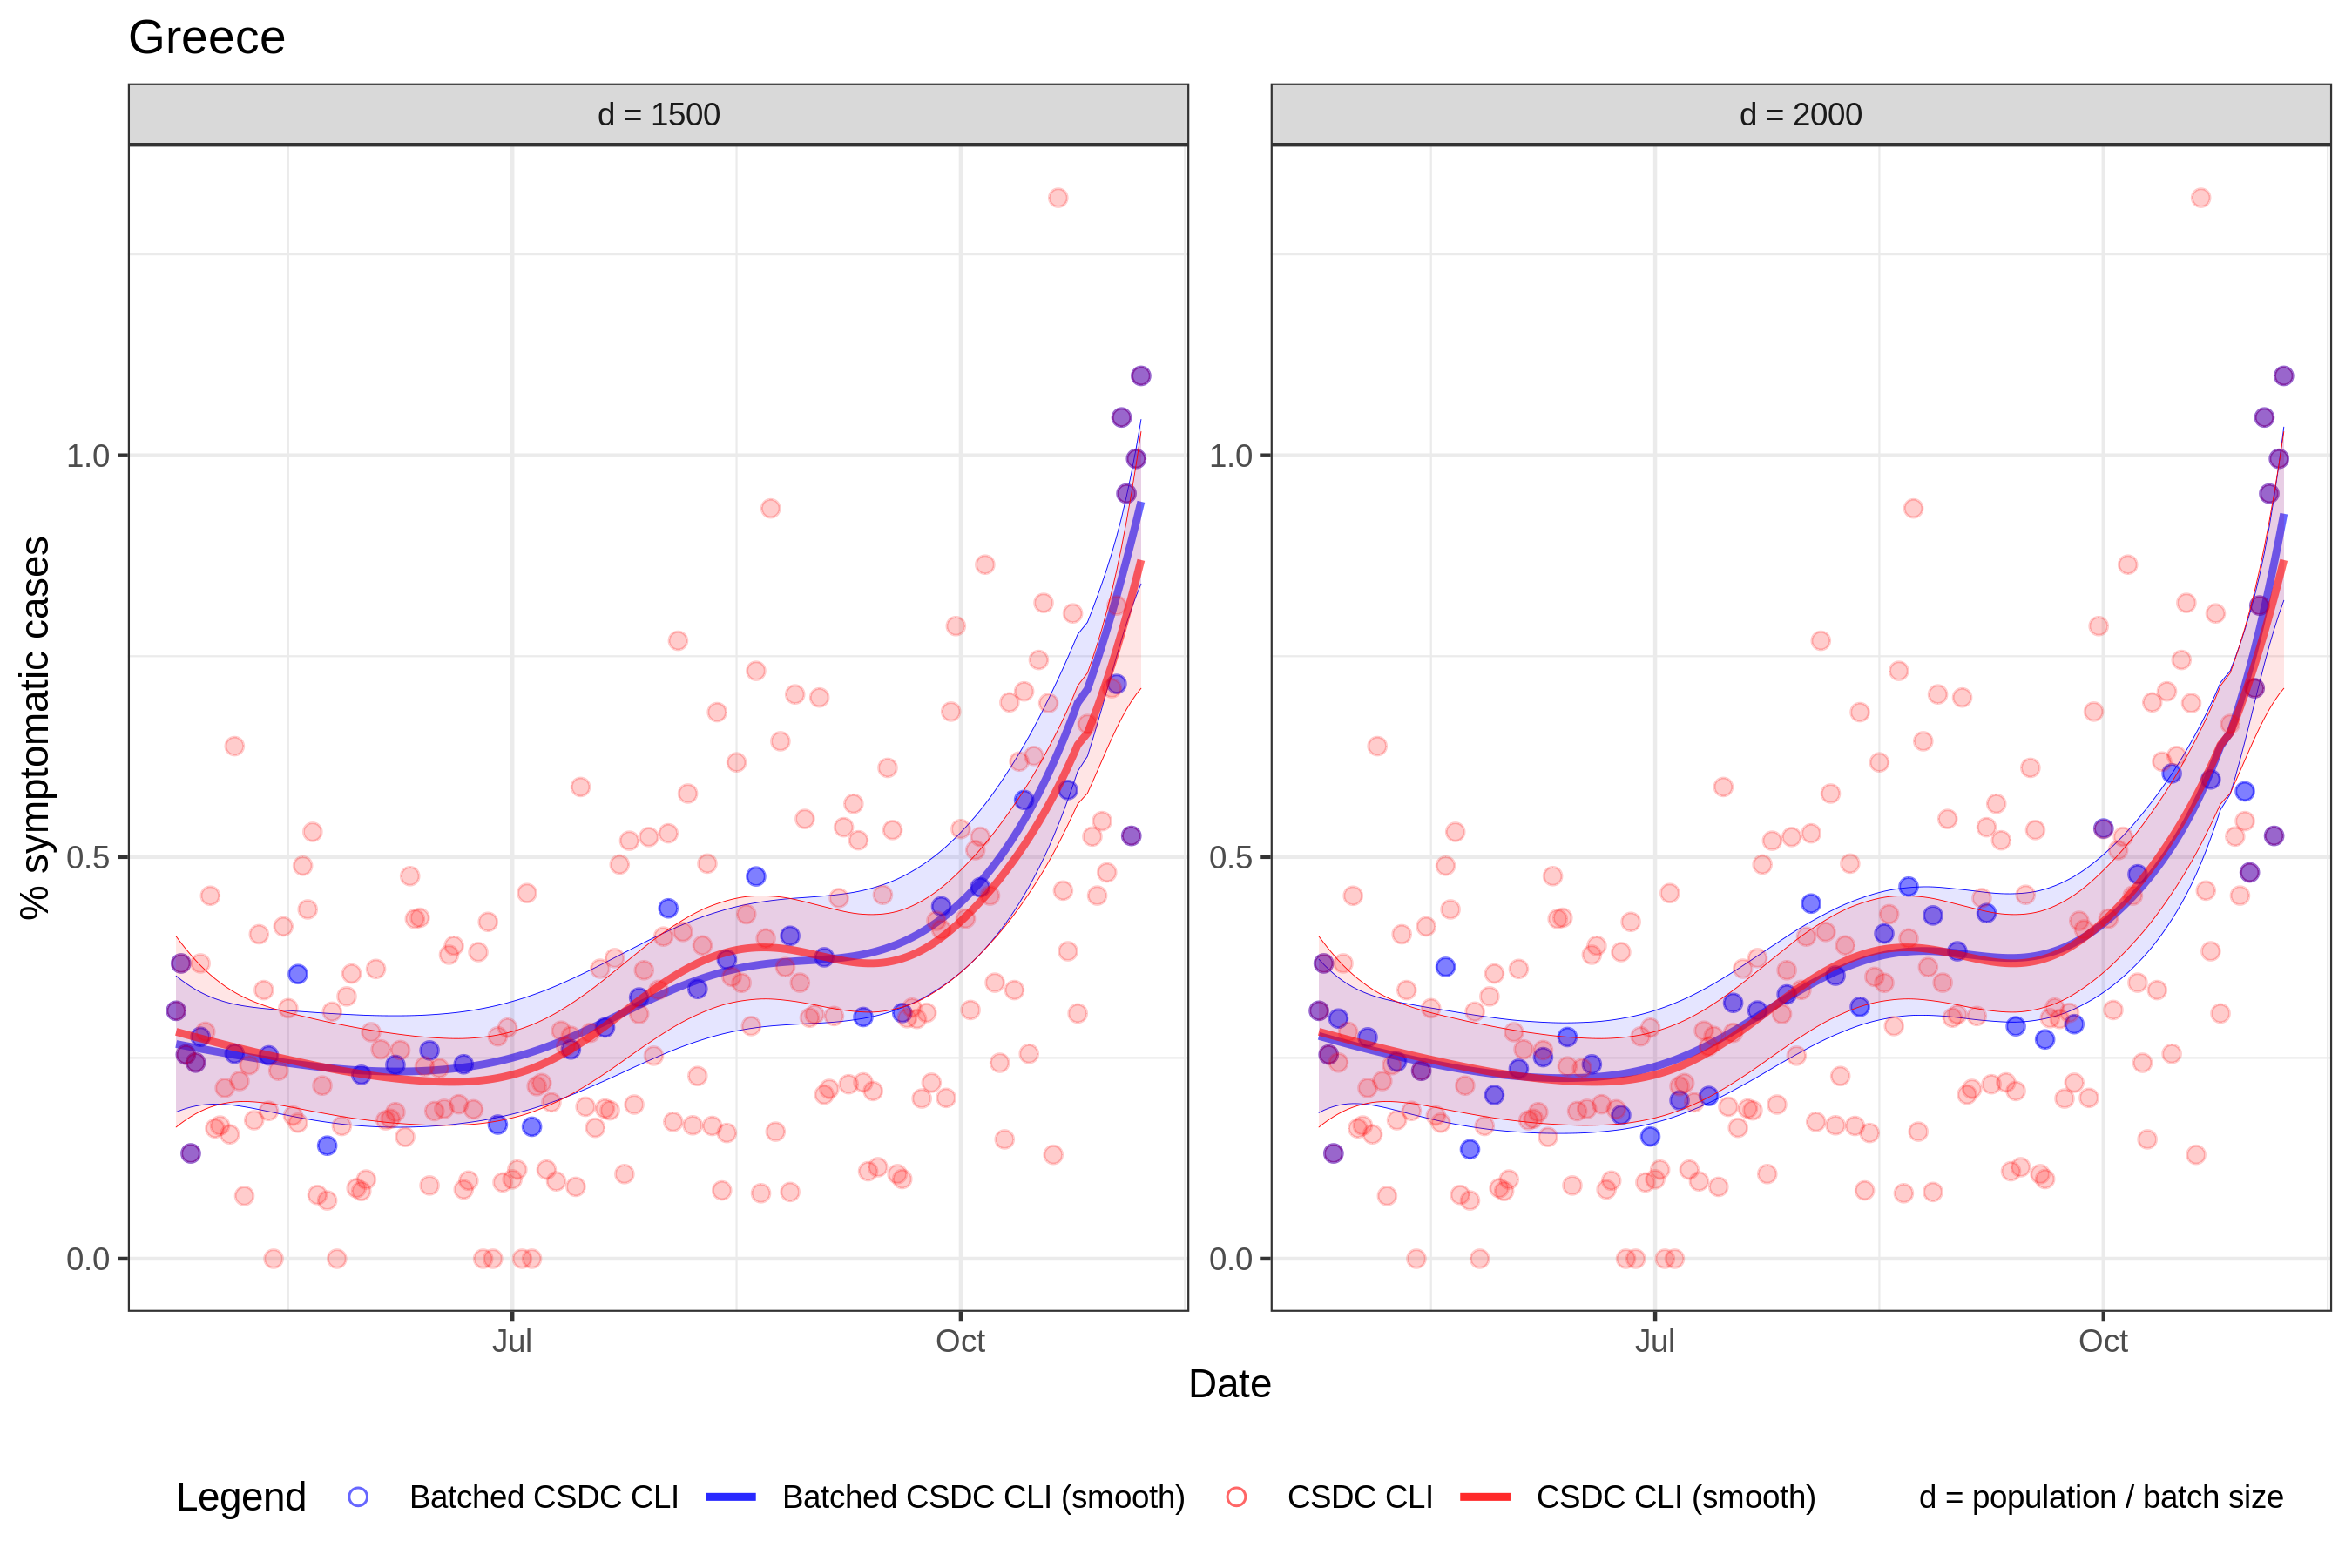 Greece
d = 1500
d = 2000
% symptomatic cases
1.0
0.5
0.0
1.0
0.5
0.0
Jul
Oct
Jul
Oct
Date
Legend
Batched CSDC CLI
Batched CSDC CLI (smooth)
CSDC CLI
CSDC CLI (smooth)
d = population / batch size